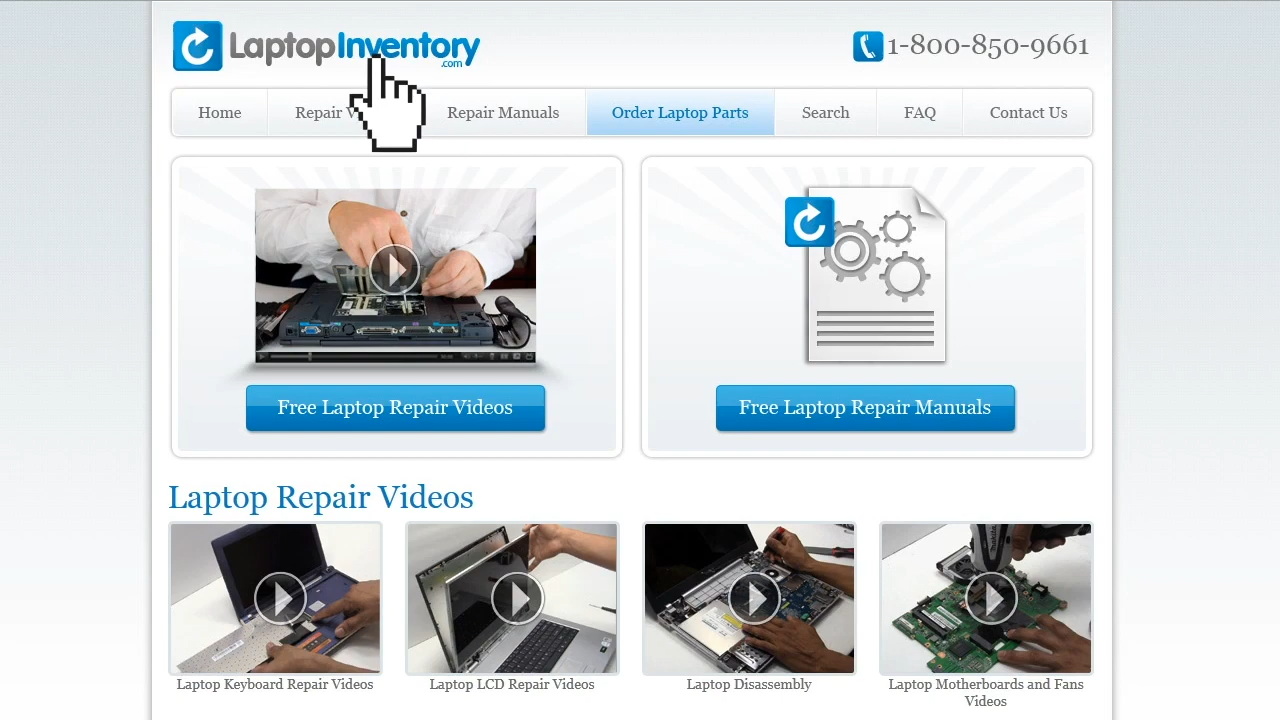 LaptopInventory
.com
1-800-850-9661
Home
Repair V
Repair Manuals
Order Laptop Parts
Search
FAQ
Contact Us
Free Laptop Repair Videos
Free Laptop Repair Manuals
Laptop Repair Videos
Laptop Keyboard Repair Videos
Laptop LCD Repair Videos
Laptop Disassembly
Laptop Motherboards and Fans
Videos